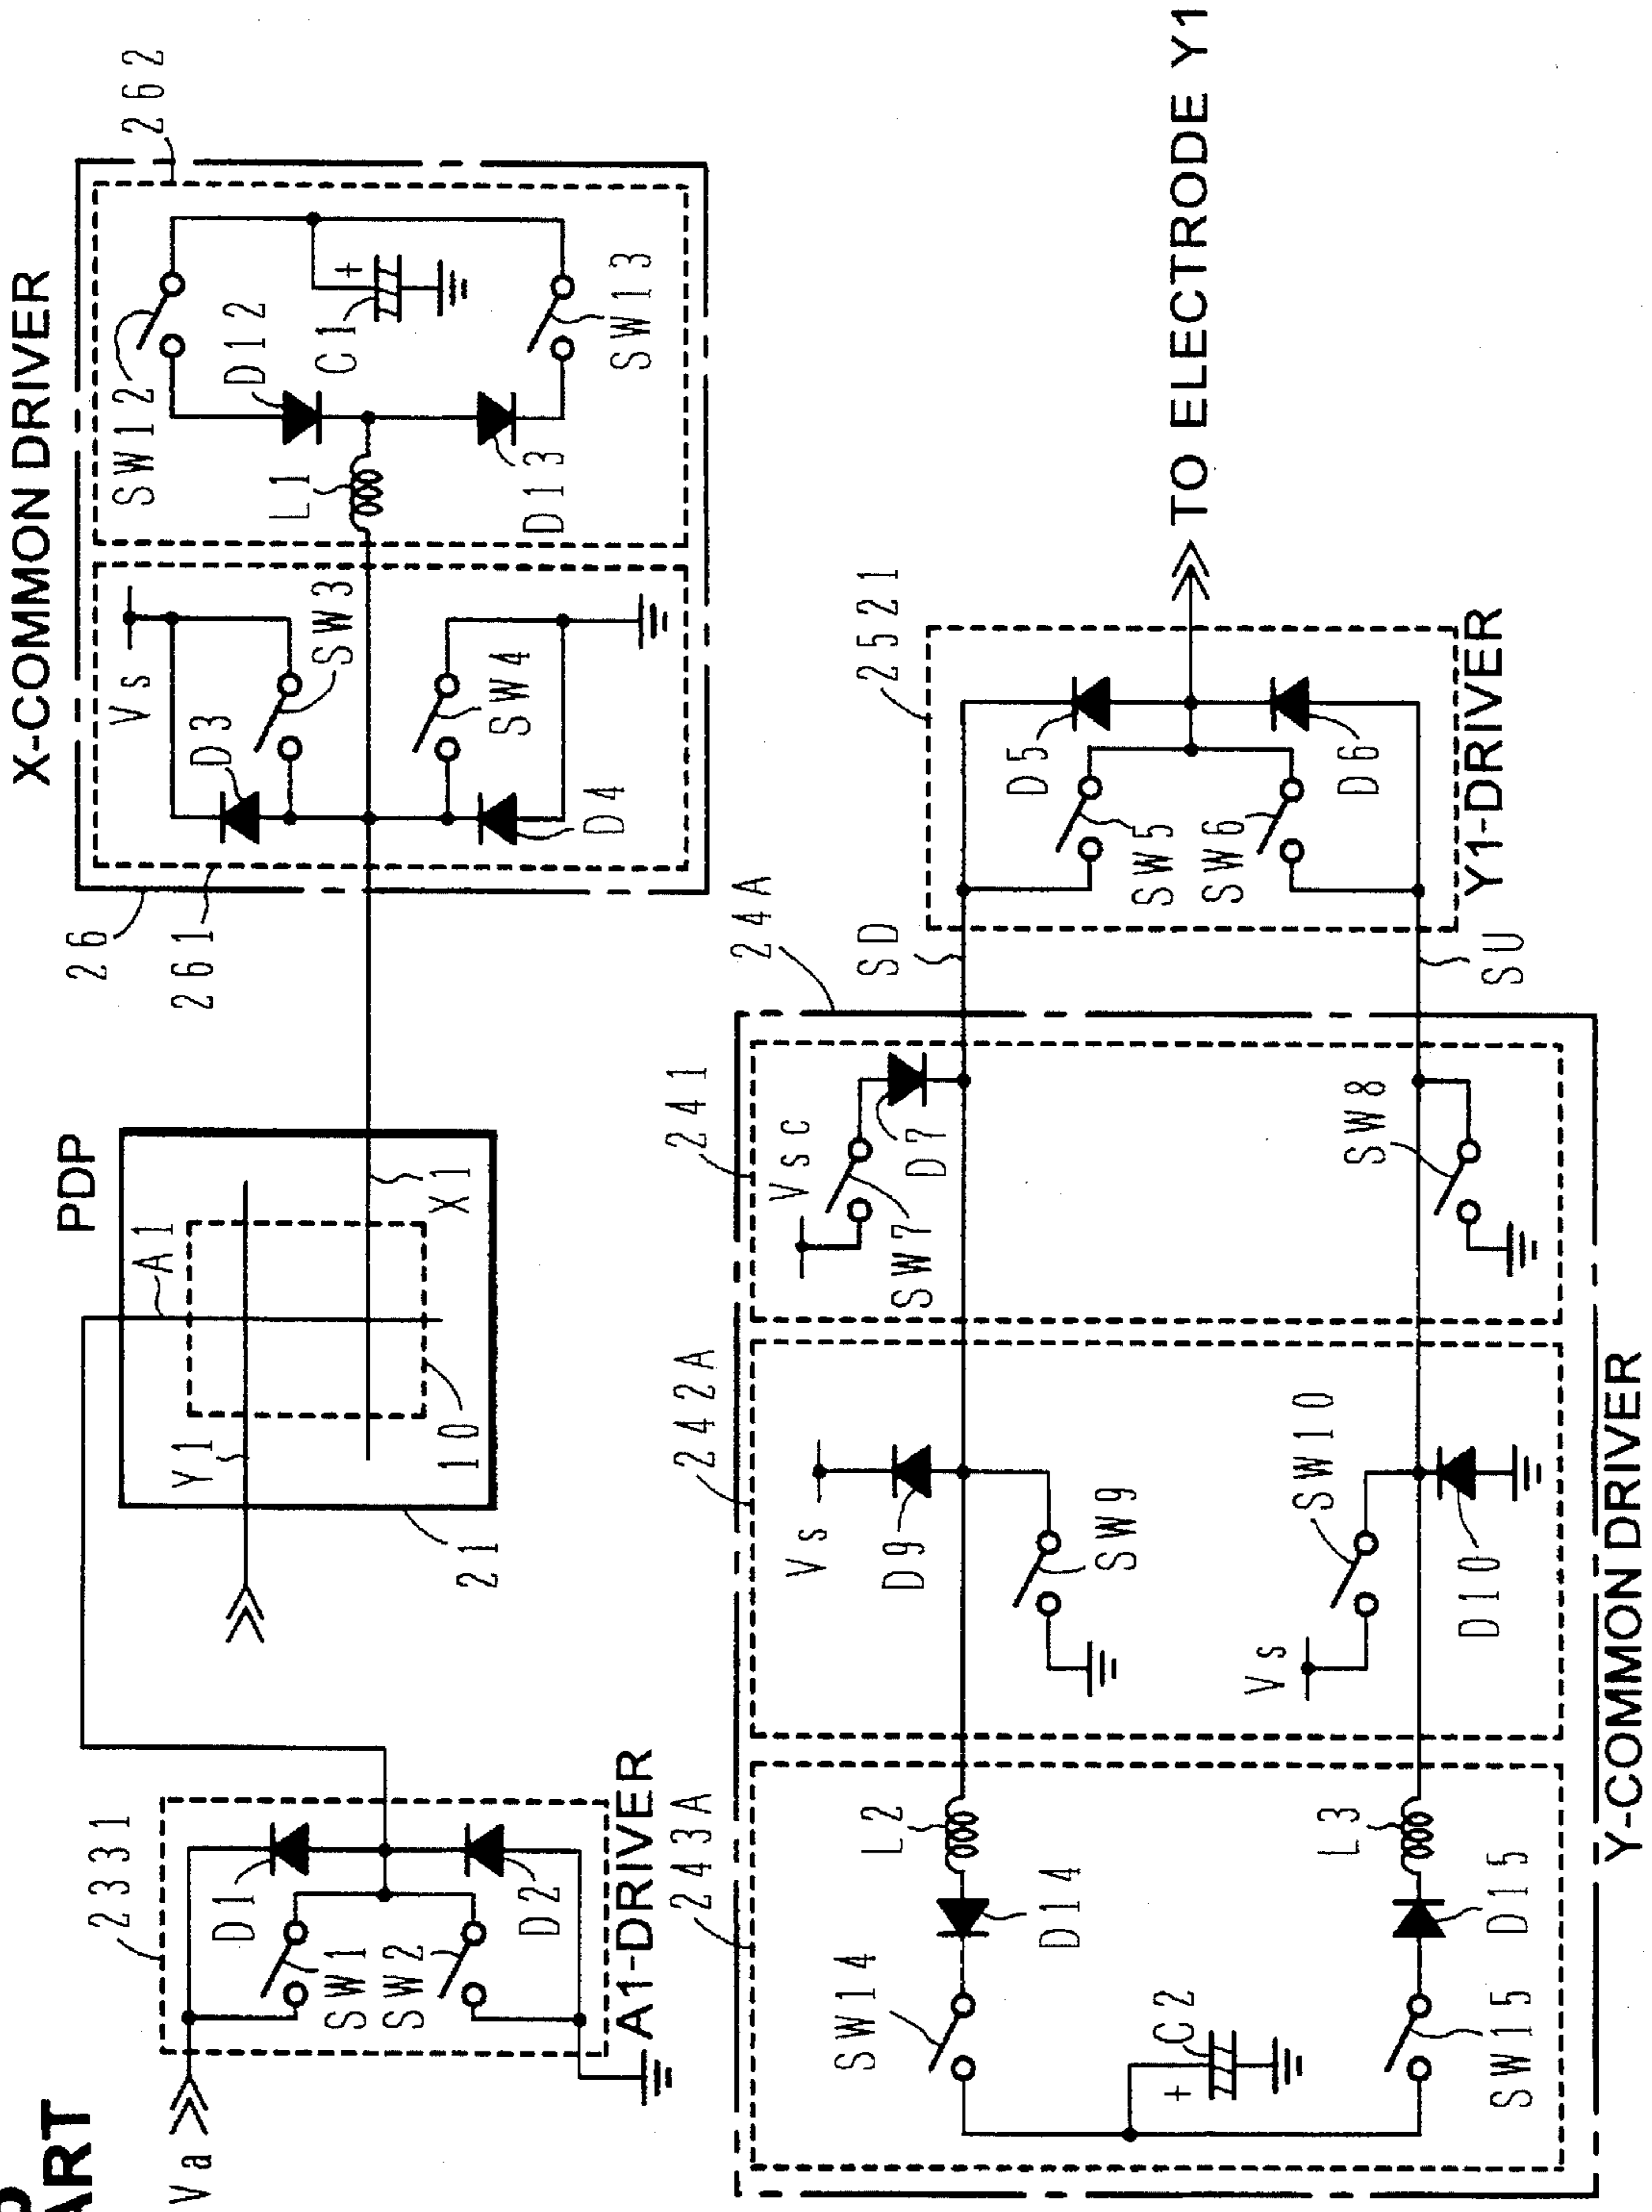 ART
Va
2331
D1
SW1
SW2
D2
A1-DRIVER
PDP
A1
Y1
X1
10
21
X-COMMON DRIVER
26
261
262
Vs
D3
SW3
SW4
D4
SW12
D12
L1
C1
+
D13
SW13
243A
242A
241
24A
2521
SW14
D14
L2
C2
+
SW15
D15
L3
Vs
D9
SW9
Vs
SW10
D10
Vsc
SW7
D7
SW8
SD
SU
D5
SW5
SW6
D6
Y1-DRIVER
TO ELECTRODE Y1
Y-COMMON DRIVER